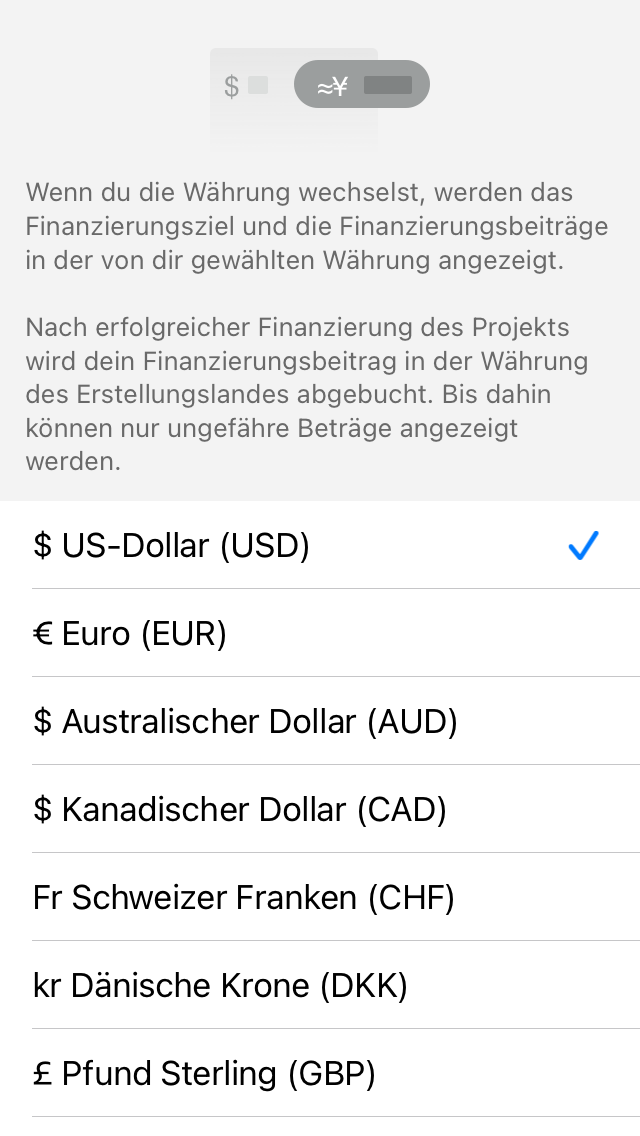 $ ≈¥
Wenn du die Währung wechselst, werden das
Finanzierungsziel und die Finanzierungsbeiträge
in der von dir gewählten Währung angezeigt.
Nach erfolgreicher Finanzierung des Projekts
wird dein Finanzierungsbeitrag in der Währung
des Erstellungslandes abgebucht. Bis dahin
können nur ungefähre Beträge angezeigt
werden.
$ US-Dollar (USD)
€ Euro (EUR)
$ Australischer Dollar (AUD)
$ Kanadischer Dollar (CAD)
Fr Schweizer Franken (CHF)
kr Dänische Krone (DKK)
£ Pfund Sterling (GBP)